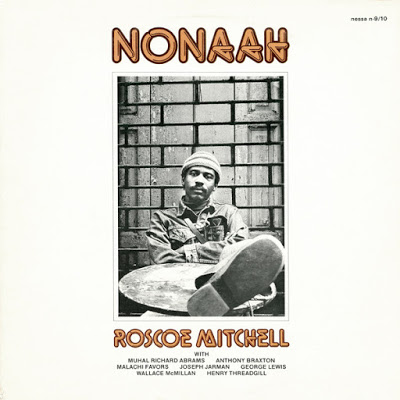 nessa n-9/10
NONAAH
ROSCOE MITCHELL
WITH
MUHAL RICHARD ABRAMS ANTHONY BRAXTON
MALACHI FAVORS JOSEPH JARMAN GEORGE LEWIS
WALLACE McMILLAN HENRY THREADGILL